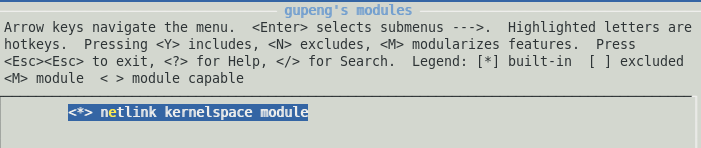 gupeng's modules
Arrow keys navigate the menu.  <Enter> selects submenus --->.  Highlighted letters are
hotkeys.  Pressing <Y> includes, <N> excludes, <M> modularizes features.  Press
<Esc><Esc> to exit, <?> for Help, </> for Search.  Legend: [*] built-in  [ ] excluded
<M> module  < > module capable
<*> netlink kernelspace module